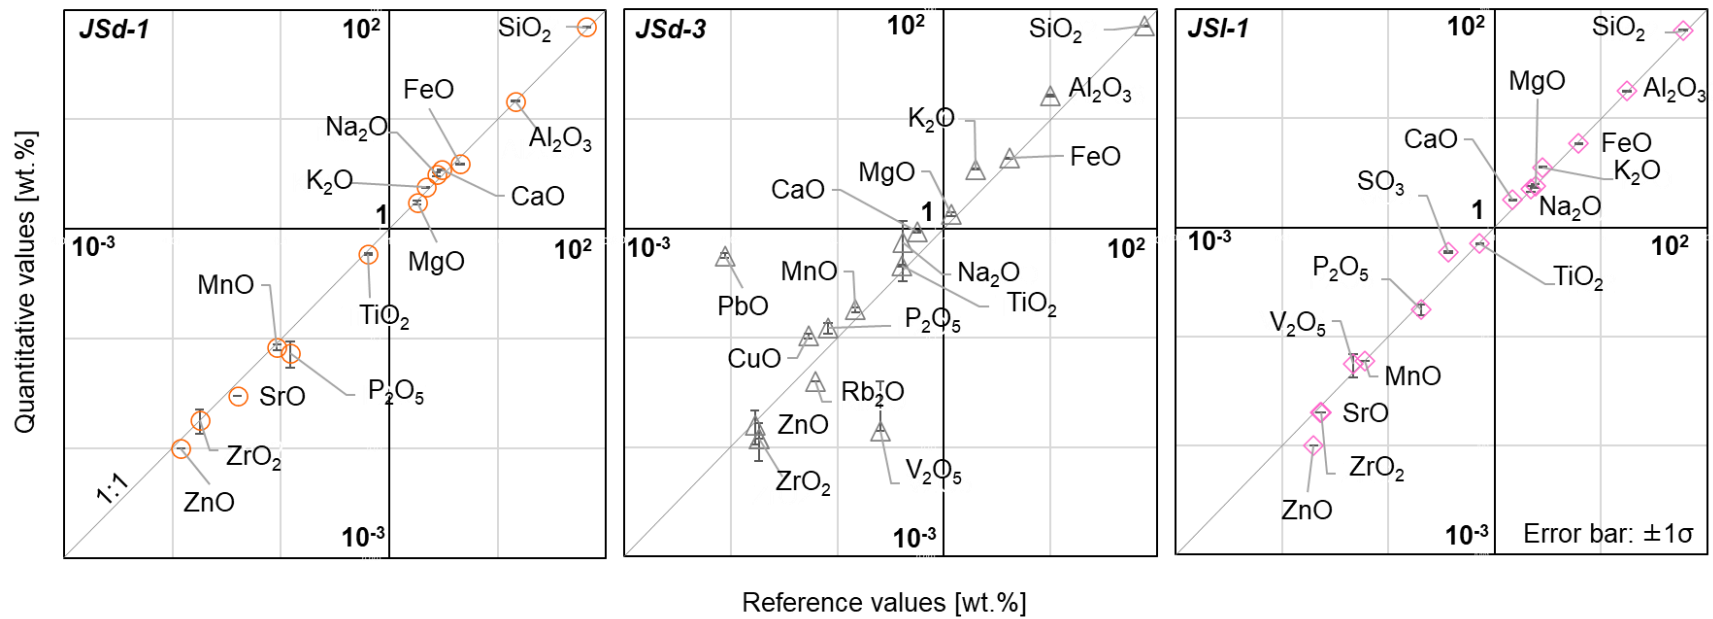 Quantitative values [wt.%]
JSd-1
10²
SiO₂
FeO
Na₂O
Al₂O₃
K₂O
CaO
1
10⁻³
10²
MgO
MnO
TiO₂
P₂O₅
SrO
ZrO₂
1:1
ZnO
10⁻³
JSd-3
10²
SiO₂
Al₂O₃
K₂O
FeO
MgO
CaO
1
10⁻³
10²
MnO
Na₂O
PbO
TiO₂
P₂O₅
CuO
Rb₂O
ZnO
V₂O₅
ZrO₂
10⁻³
JSl-1
10²
SiO₂
MgO
Al₂O₃
CaO
FeO
K₂O
SO₃
Na₂O
1
10⁻³
10²
P₂O₅
TiO₂
V₂O₅
MnO
SrO
ZrO₂
ZnO
10⁻³
Error bar: ±1σ
Reference values [wt.%]